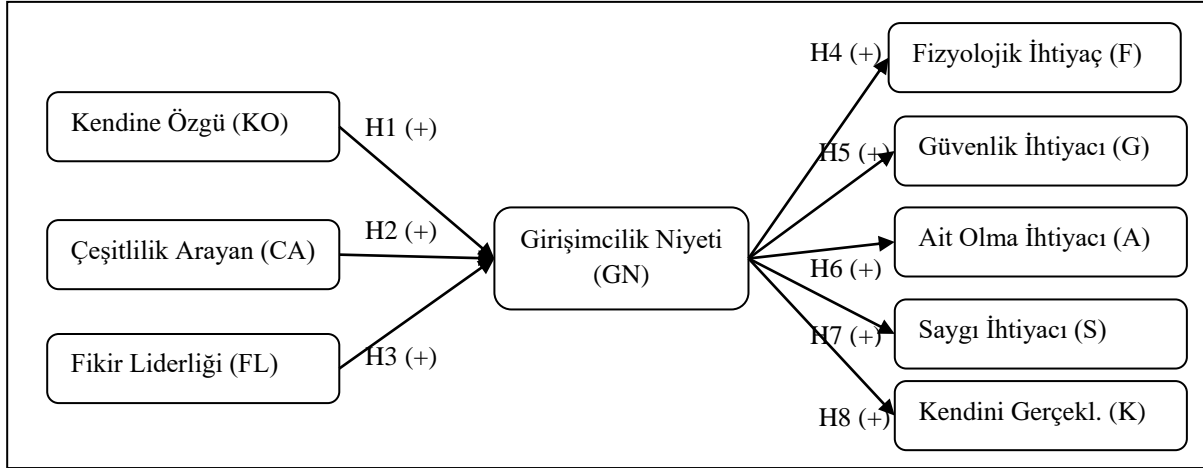 Kendine Özgü (KO)
Çeşitlilik Arayan (CA)
Fikir Liderliği (FL)
H1 (+)
H2 (+)
H3 (+)
Girişimcilik Niyeti
(GN)
H4 (+)
H5 (+)
H6 (+)
H7 (+)
H8 (+)
Fizyolojik İhtiyaç (F)
Güvenlik İhtiyacı (G)
Ait Olma İhtiyacı (A)
Saygı İhtiyacı (S)
Kendini Gerçekl. (K)